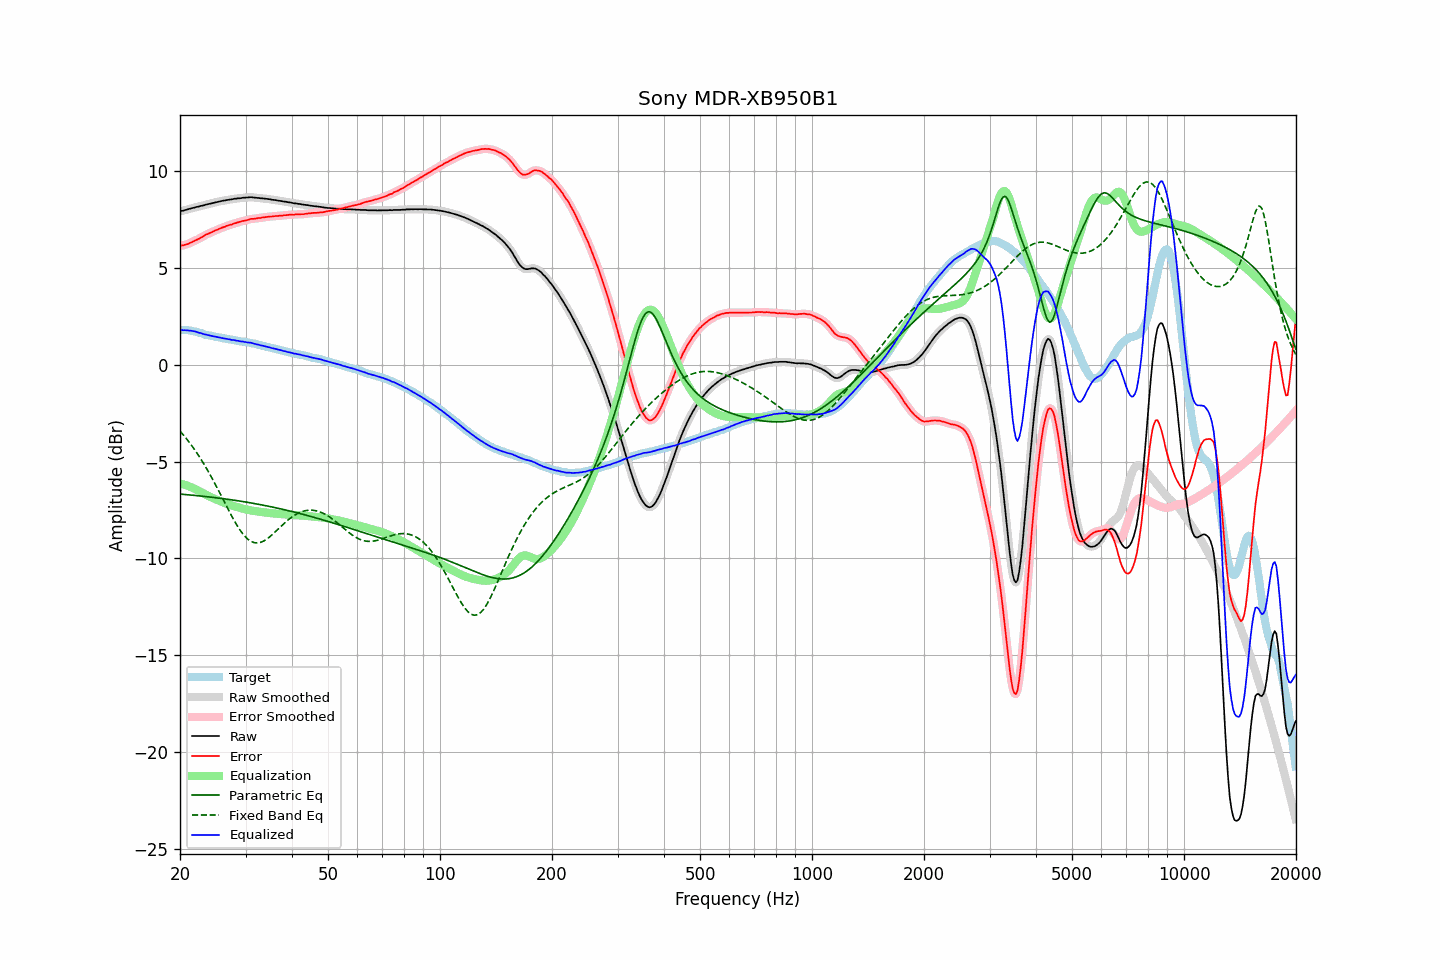 Sony MDR-XB950B1
Amplitude (dBr)
10
5
0
−5
−10
−15
−20
−25
Target
Raw Smoothed
Error Smoothed
Raw
Error
Equalization
Parametric Eq
Fixed Band Eq
Equalized
20 50 100 200 500 1000 2000 5000 10000 20000
Frequency (Hz)